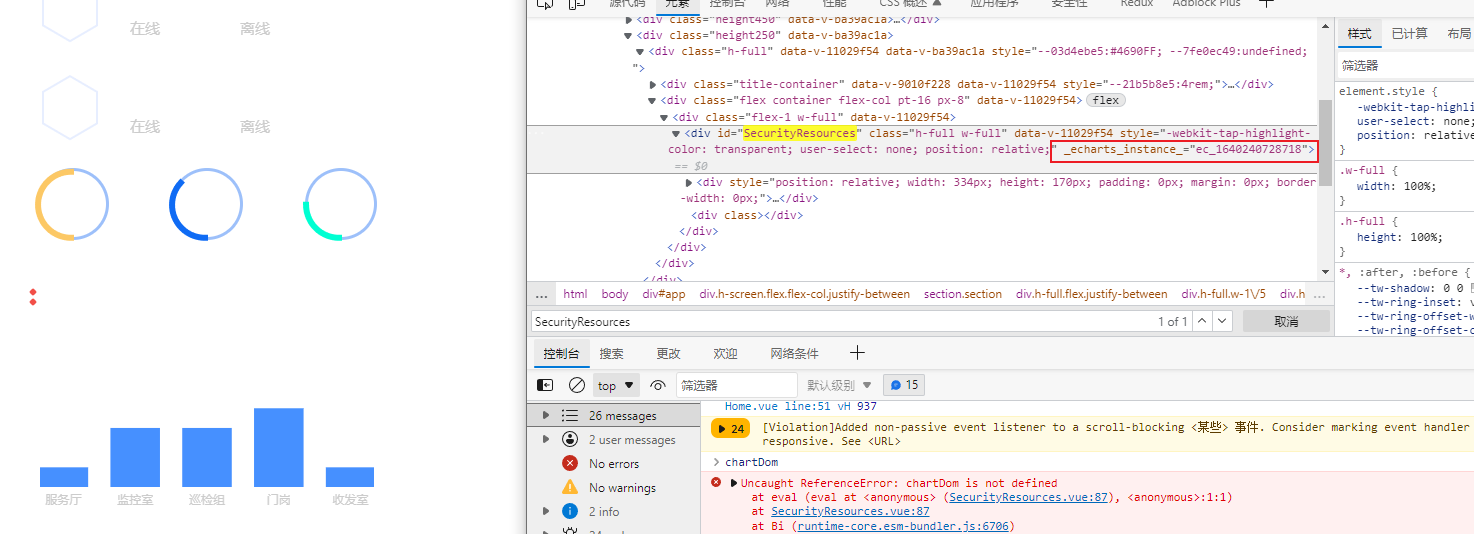 在线 离线
在线 离线
服务厅 监控室 巡检组 门岗 收发室
源代码 元素 控制台 网络 性能 CSS 概述 应用程序 安全性 Redux Adblock Plus
<div class="height450" data-v-ba39ac1a>…</div>
<div class="height250" data-v-ba39ac1a>
<div class="h-full" data-v-11029f54 data-v-ba39ac1a style="--03d4ebe5:#4690FF; --7fe0ec49:undefined;
">
<div class="title-container" data-v-9010f228 data-v-11029f54 style="--21b5b8e5:4rem;">…</div>
<div class="flex container flex-col pt-16 px-8" data-v-11029f54> flex
<div class="flex-1 w-full" data-v-11029f54>
<div id="SecurityResources" class="h-full w-full" data-v-11029f54 style="-webkit-tap-highlight-
color: transparent; user-select: none; position: relative;" _echarts_instance_="ec_1640240728718">
== $0
<div style="position: relative; width: 334px; height: 170px; padding: 0px; margin: 0px; border
-width: 0px;">…</div>
<div class></div>
</div>
</div>
</div>
</div>
… html body div#app div.h-screen.flex.flex-col.justify-between section.section div.h-full.flex.justify-between div.h-full.w-1\/5 div.h …
SecurityResources 1 of 1 取消
样式 已计算 布局
筛选器
element.style {
-webkit-tap-highli
user-select: none;
position: relative
}
.w-full {
width: 100%;
}
.h-full {
height: 100%;
}
*, :after, :before {
--tw-shadow: 0 0
--tw-ring-inset: v
--tw-ring-offset-w
--tw-ring-offset-c
控制台 搜索 更改 欢迎 网络条件
top 筛选器 默认级别 15
26 messages
2 user messages
No errors
No warnings
2 info
Home.vue line:51 vH 937
24 [Violation]Added non-passive event listener to a scroll-blocking <某些> 事件. Consider marking event handler
responsive. See <URL>
chartDom
Uncaught ReferenceError: chartDom is not defined
at eval (eval at <anonymous> (SecurityResources.vue:87), <anonymous>:1:1)
at SecurityResources.vue:87
at Bi (runtime-core.esm-bundler.js:6706)